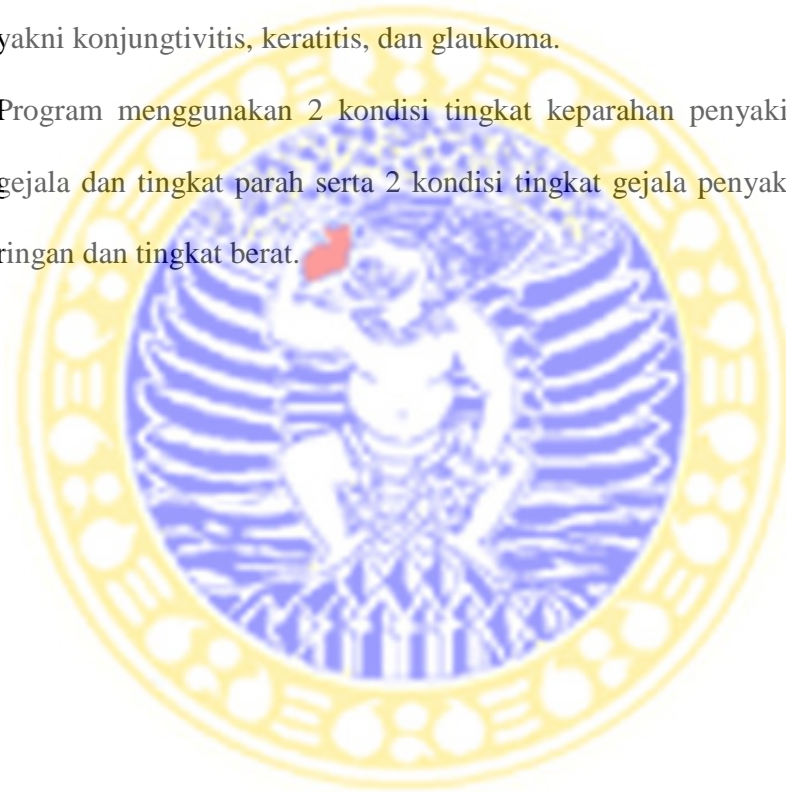 yakni konjungtivitis, keratitis, dan glaukoma.
Program menggunakan 2 kondisi tingkat keparahan penyaki
gejala dan tingkat parah serta 2 kondisi tingkat gejala penyak
ringan dan tingkat berat.